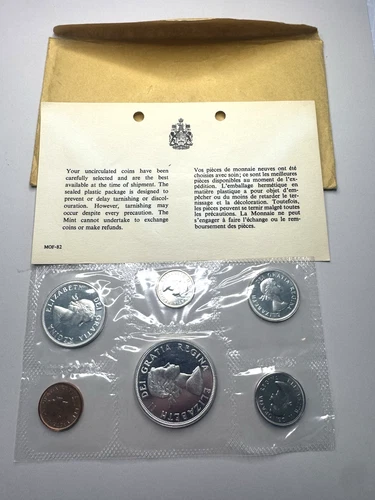 Your uncirculated coins have been
carefully selected and are the best
available at the time of shipment. The
sealed plastic package is designed to
prevent or delay tarnishing or discol-
ouration. However, tarnishing may
occur despite every precaution. The
Mint cannot undertake to exchange
coins or make refunds.
Vos pièces de monnaie neuves ont été
choisies avec soin; ce sont les meilleures
pièces disponibles au moment de l'ex-
pédition. L'emballage hermétique en
matière plastique a pour objet d'em-
pêcher ou du moins de retarder le ter-
nissage et la décoloration. Toutefois,
les pièces peuvent se ternir malgré toutes
les précautions. La Monnaie ne peut
s'engager à faire l'échange ou le rem-
boursement des pièces.
MOF-82
ELIZABETH II DEI GRATIA REGINA
ELIZABETH II DEI GRATIA REGINA